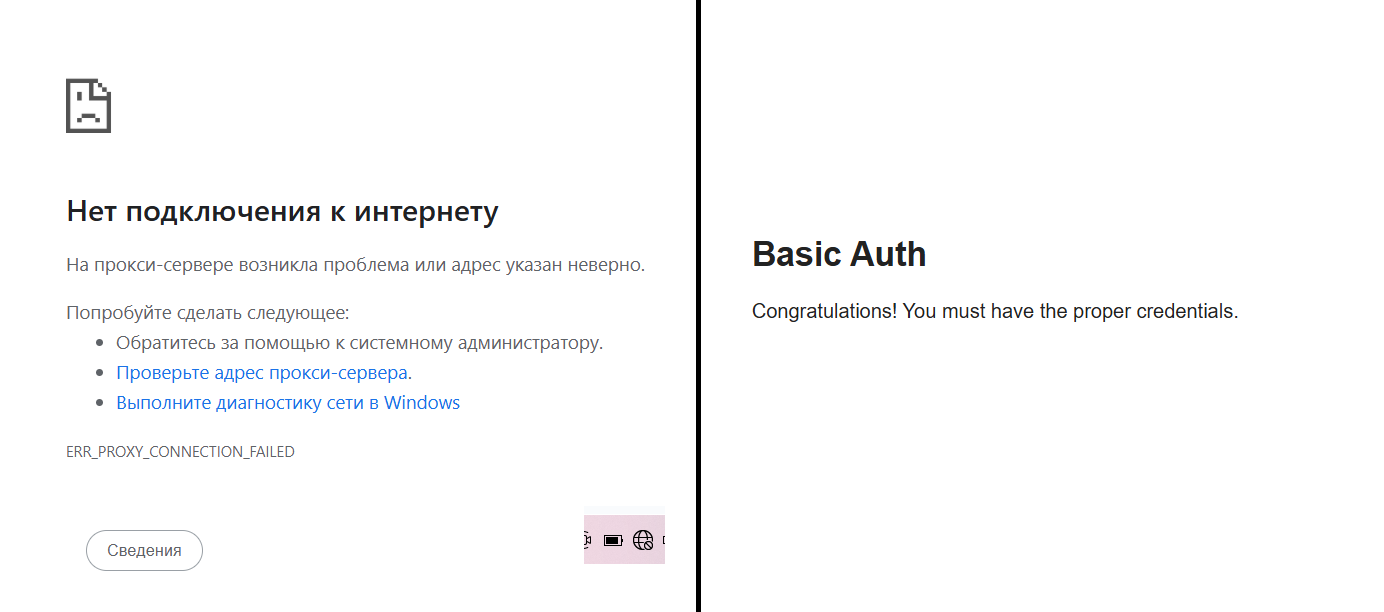 Нет подключения к интернету
На прокси-сервере возникла проблема или адрес указан неверно.
Попробуйте сделать следующее:
Обратитесь за помощью к системному администратору.
Проверьте адрес прокси-сервера.
Выполните диагностику сети в Windows
ERR_PROXY_CONNECTION_FAILED
Сведения
Basic Auth
Congratulations! You must have the proper credentials.